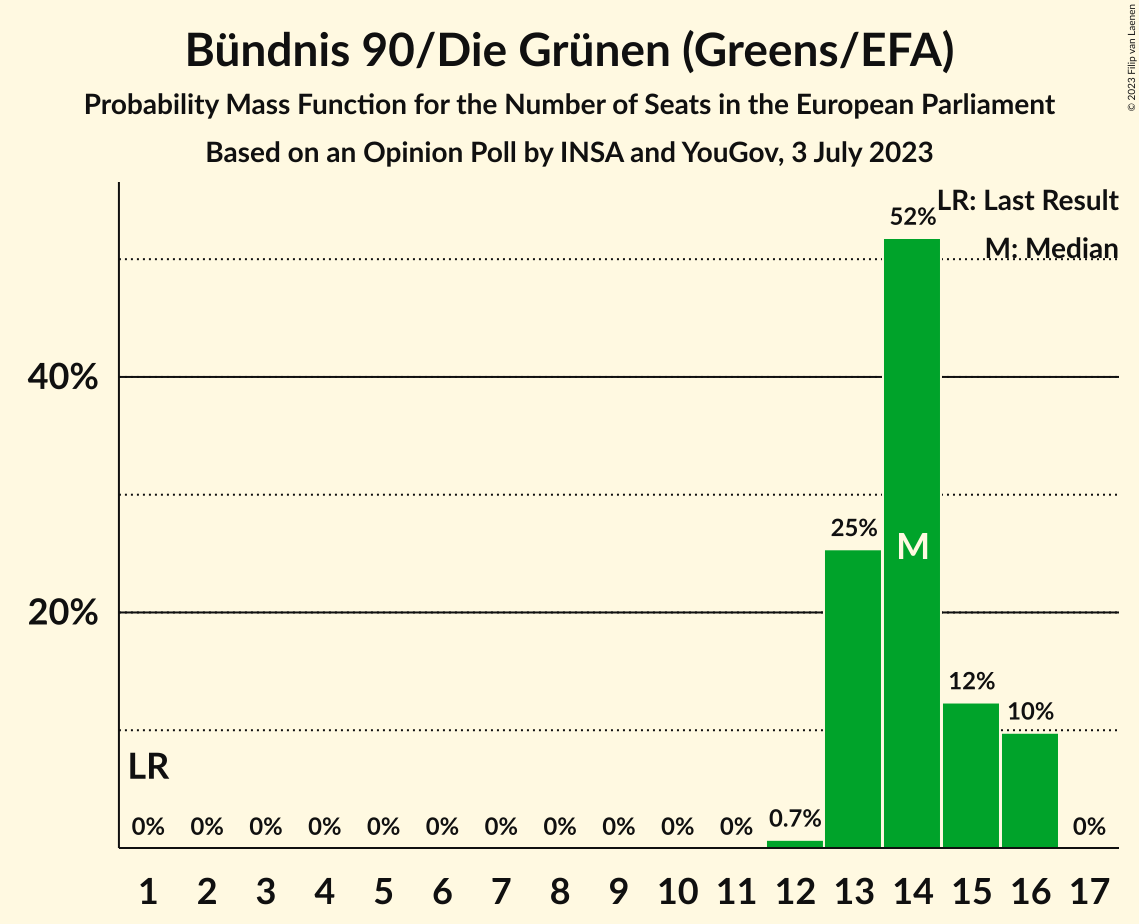 Bündnis 90/Die Grünen (Greens/EFA)
Probability Mass Function for the Number of Seats in the European Parliament
Based on an Opinion Poll by INSA and YouGov, 3 July 2023
© 2023 Filip van Laenen
LR: Last Result
M: Median
40%
20%
LR
0% 0% 0% 0% 0% 0% 0% 0% 0% 0% 0% 0.7% 25% 52% 12% 10% 0%
M
1 2 3 4 5 6 7 8 9 10 11 12 13 14 15 16 17